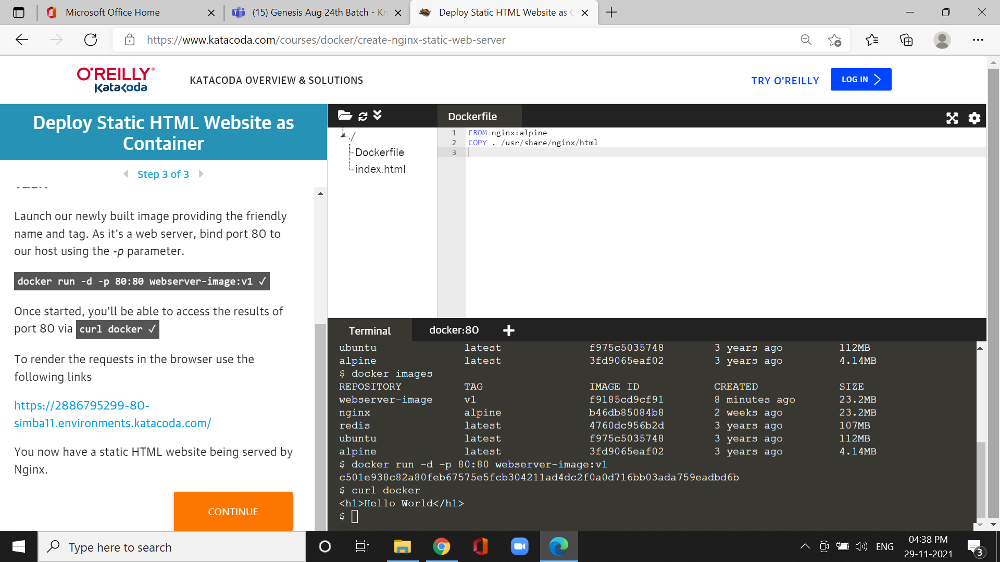 Microsoft Office Home
(15) Genesis Aug 24th Batch - Kn
Deploy Static HTML Website as C
https://www.katacoda.com/courses/docker/create-nginx-static-web-server
O'REILLY®
Katacoda
KATACODA OVERVIEW & SOLUTIONS
TRY O'REILLY
LOG IN
Deploy Static HTML Website as
Container
Step 3 of 3
Task
Launch our newly built image providing the friendly
name and tag. As it's a web server, bind port 80 to
our host using the -p parameter.
docker run -d -p 80:80 webserver-image:v1 ✓
Once started, you'll be able to access the results of
port 80 via curl docker ✓
To render the requests in the browser use the
following links
https://2886795299-80-
simba11.environments.katacoda.com/
You now have a static HTML website being served by
Nginx.
CONTINUE
./
Dockerfile
index.html
Dockerfile
1 FROM nginx:alpine
2 COPY . /usr/share/nginx/html
3
Terminal
docker:80
ubuntu latest f975c5035748 3 years ago 112MB
alpine latest 3fd9065eaf02 3 years ago 4.14MB
$ docker images
REPOSITORY TAG IMAGE ID CREATED SIZE
webserver-image v1 f9185cd9cf91 8 minutes ago 23.2MB
nginx alpine b46db85084b8 2 weeks ago 23.2MB
redis latest 4760dc956b2d 3 years ago 107MB
ubuntu latest f975c5035748 3 years ago 112MB
alpine latest 3fd9065eaf02 3 years ago 4.14MB
$ docker run -d -p 80:80 webserver-image:v1
c501e938c82a80feb67575e5fcb304211ad4dc2f0a0d716bb03ada759eadbd6b
$ curl docker
<h1>Hello World</h1>
$
Type here to search
ENG
04:38 PM
29-11-2021
3